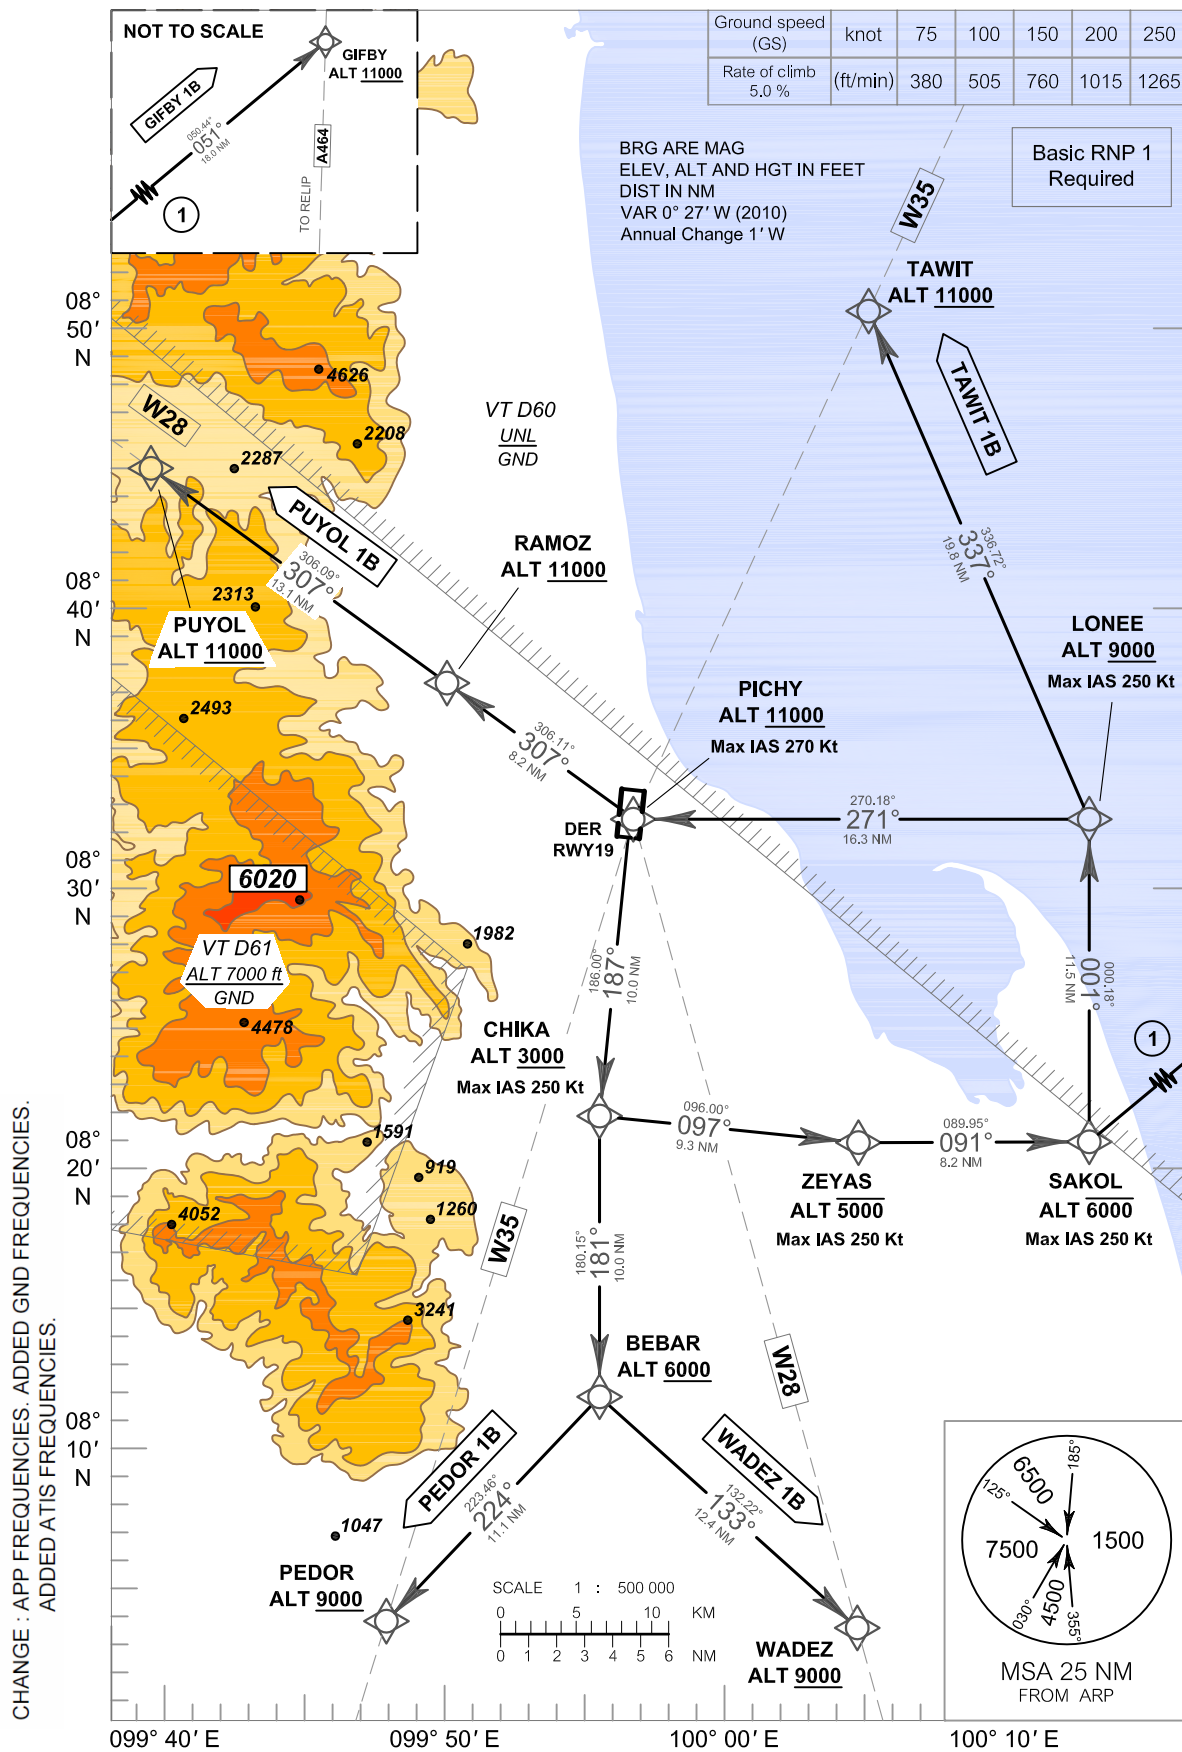 NOT TO SCALE
GIFBY
ALT 11000
GIFBY 1B
050.44°
051°
18.0 NM
A464
TO RELIP
1
Ground speed (GS) knot 75 100 150 200 250
Rate of climb 5.0 % (ft/min) 380 505 760 1015 1265
BRG ARE MAG
ELEV, ALT AND HGT IN FEET
DIST IN NM
VAR 0° 27′ W (2010)
Annual Change 1′ W
Basic RNP 1
Required
W35
TAWIT
ALT 11000
TAWIT 1B
336.72°
337°
19.8 NM
08°
50′
N
4626
2208
2287
W28
VT D60
UNL
GND
PUYOL 1B
306.09°
307°
13.1 NM
RAMOZ
ALT 11000
08°
40′
N
2313
PUYOL
ALT 11000
LONEE
ALT 9000
Max IAS 250 Kt
2493
PICHY
ALT 11000
Max IAS 270 Kt
306.11°
307°
8.2 NM
270.18°
271°
16.3 NM
DER
RWY19
08°
30′
N
6020
1982
VT D61
ALT 7000 ft
GND
4478
186.00°
187°
10.0 NM
000.18°
001°
11.5 NM
CHIKA
ALT 3000
Max IAS 250 Kt
1
096.00°
097°
9.3 NM
089.95°
091°
8.2 NM
08°
20′
N
1591
919
1260
4052
ZEYAS
ALT 5000
Max IAS 250 Kt
SAKOL
ALT 6000
Max IAS 250 Kt
W35
180.15°
181°
10.0 NM
3241
BEBAR
ALT 6000
W28
08°
10′
N
PEDOR 1B
223.46°
224°
11.1 NM
WADEZ 1B
132.22°
133°
12.4 NM
1047
PEDOR
ALT 9000
SCALE 1 : 500 000
0 5 10 KM
0 1 2 3 4 5 6 NM
WADEZ
ALT 9000
185°
6500
125°
7500
1500
4500
030°
355°
MSA 25 NM
FROM ARP
099° 40′ E 099° 50′ E 100° 00′ E 100° 10′ E
CHANGE : APP FREQUENCIES. ADDED GND FREQUENCIES.
ADDED ATIS FREQUENCIES.